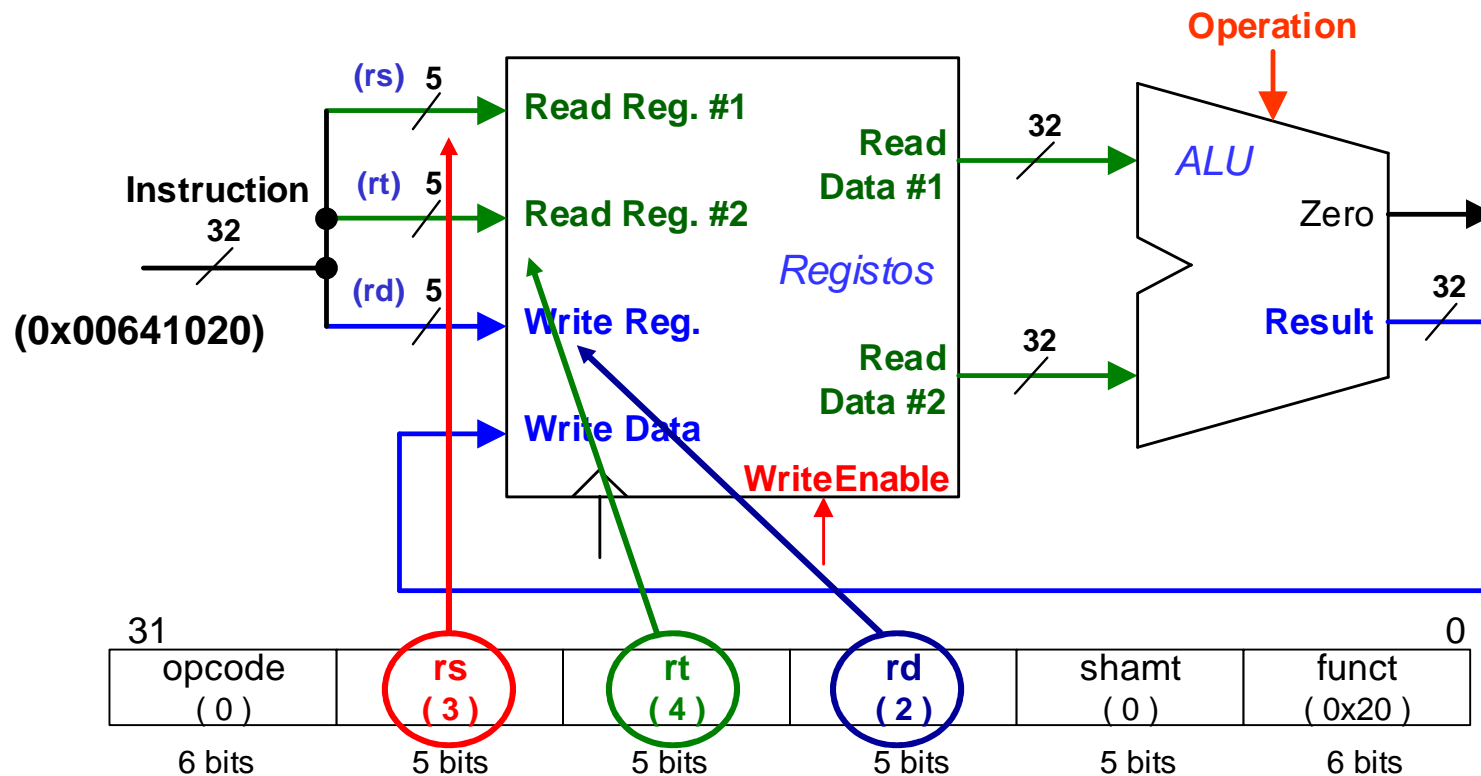 Operation
(rs) 5
Read Reg. #1
32
Read
Data #1
ALU
Instruction
32
(rt) 5
Read Reg. #2
Zero
Registos
(rd) 5
32
(0x00641020)
Write Reg.
Result
32
Read
Data #2
Write Data
WriteEnable
31
0
opcode
rs
rt
rd
shamt
funct
( 0 )
( 3 )
( 4 )
( 2 )
( 0 )
( 0x20 )
6 bits
5 bits
5 bits
5 bits
5 bits
6 bits